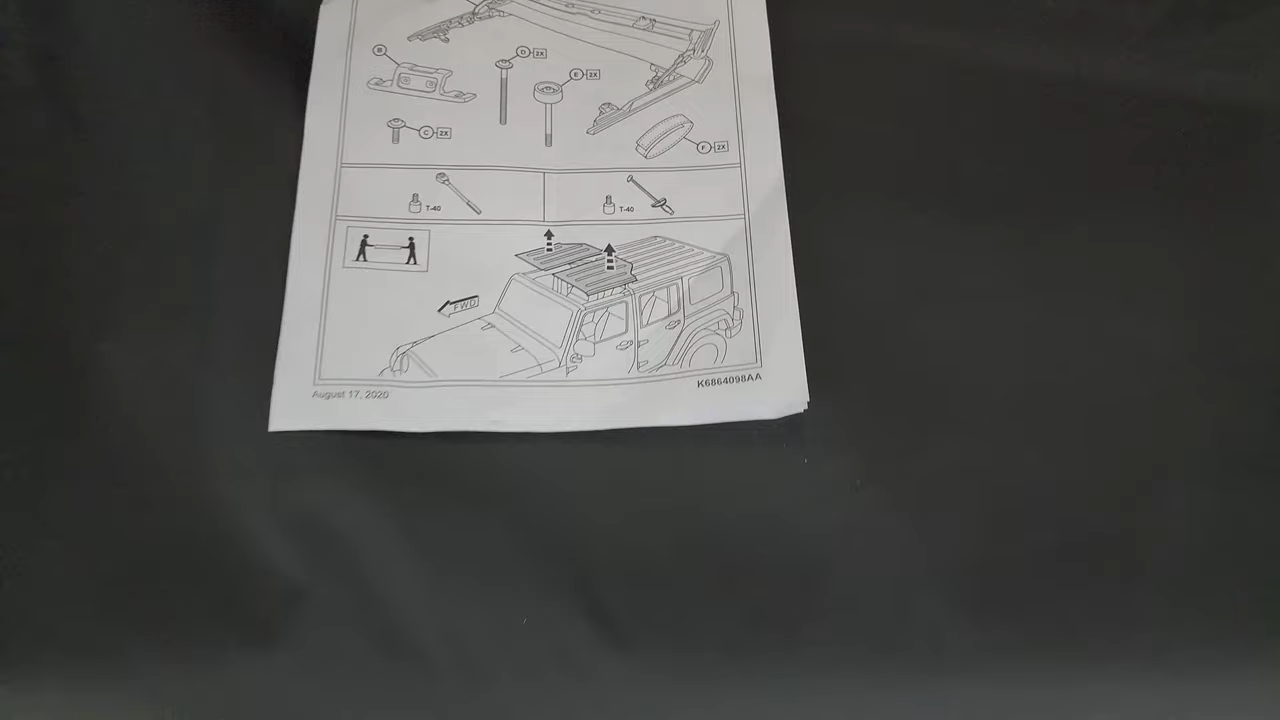 B
D 2X
E 2X
C 2X
F 2X
T-40
T-40
FWD
August 17, 2020
K6864098AA